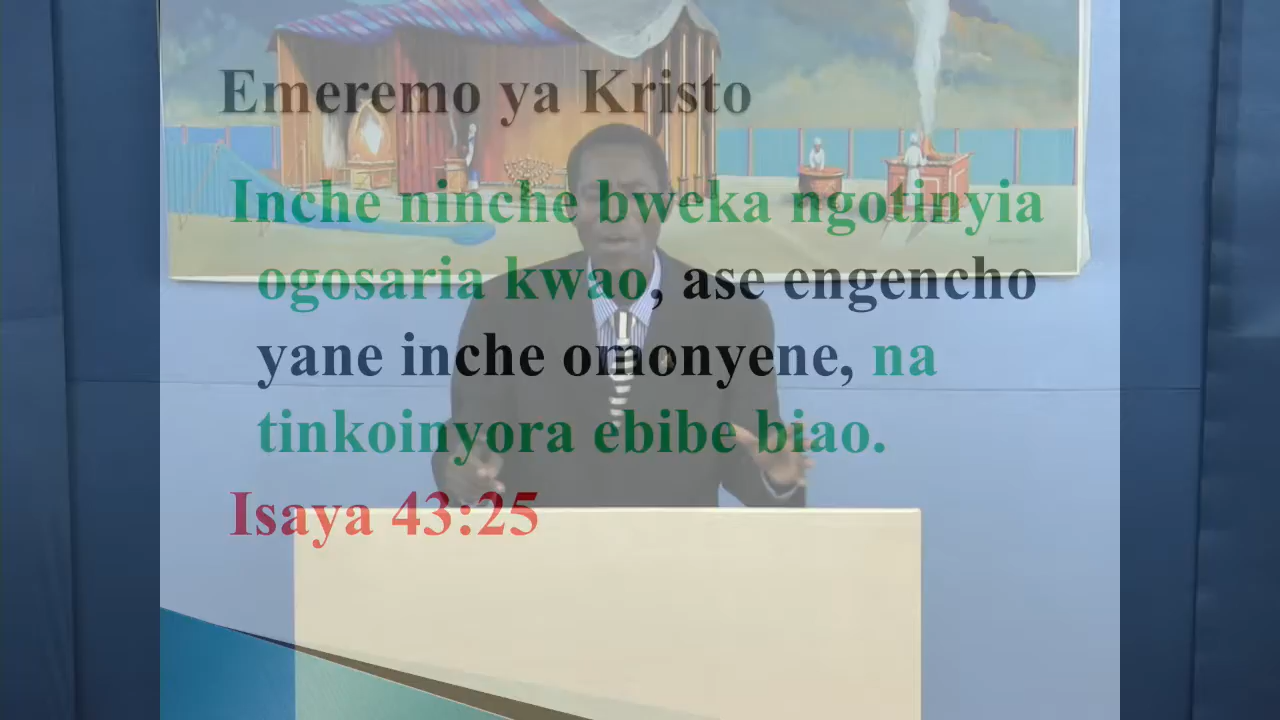 Emeremo ya Kristo
Inche ninche bweka ngotinyia
ogosaria kwao, ase engencho
yane inche omonyene, na
tinkoinyora ebibe biao.
Isaya 43:25